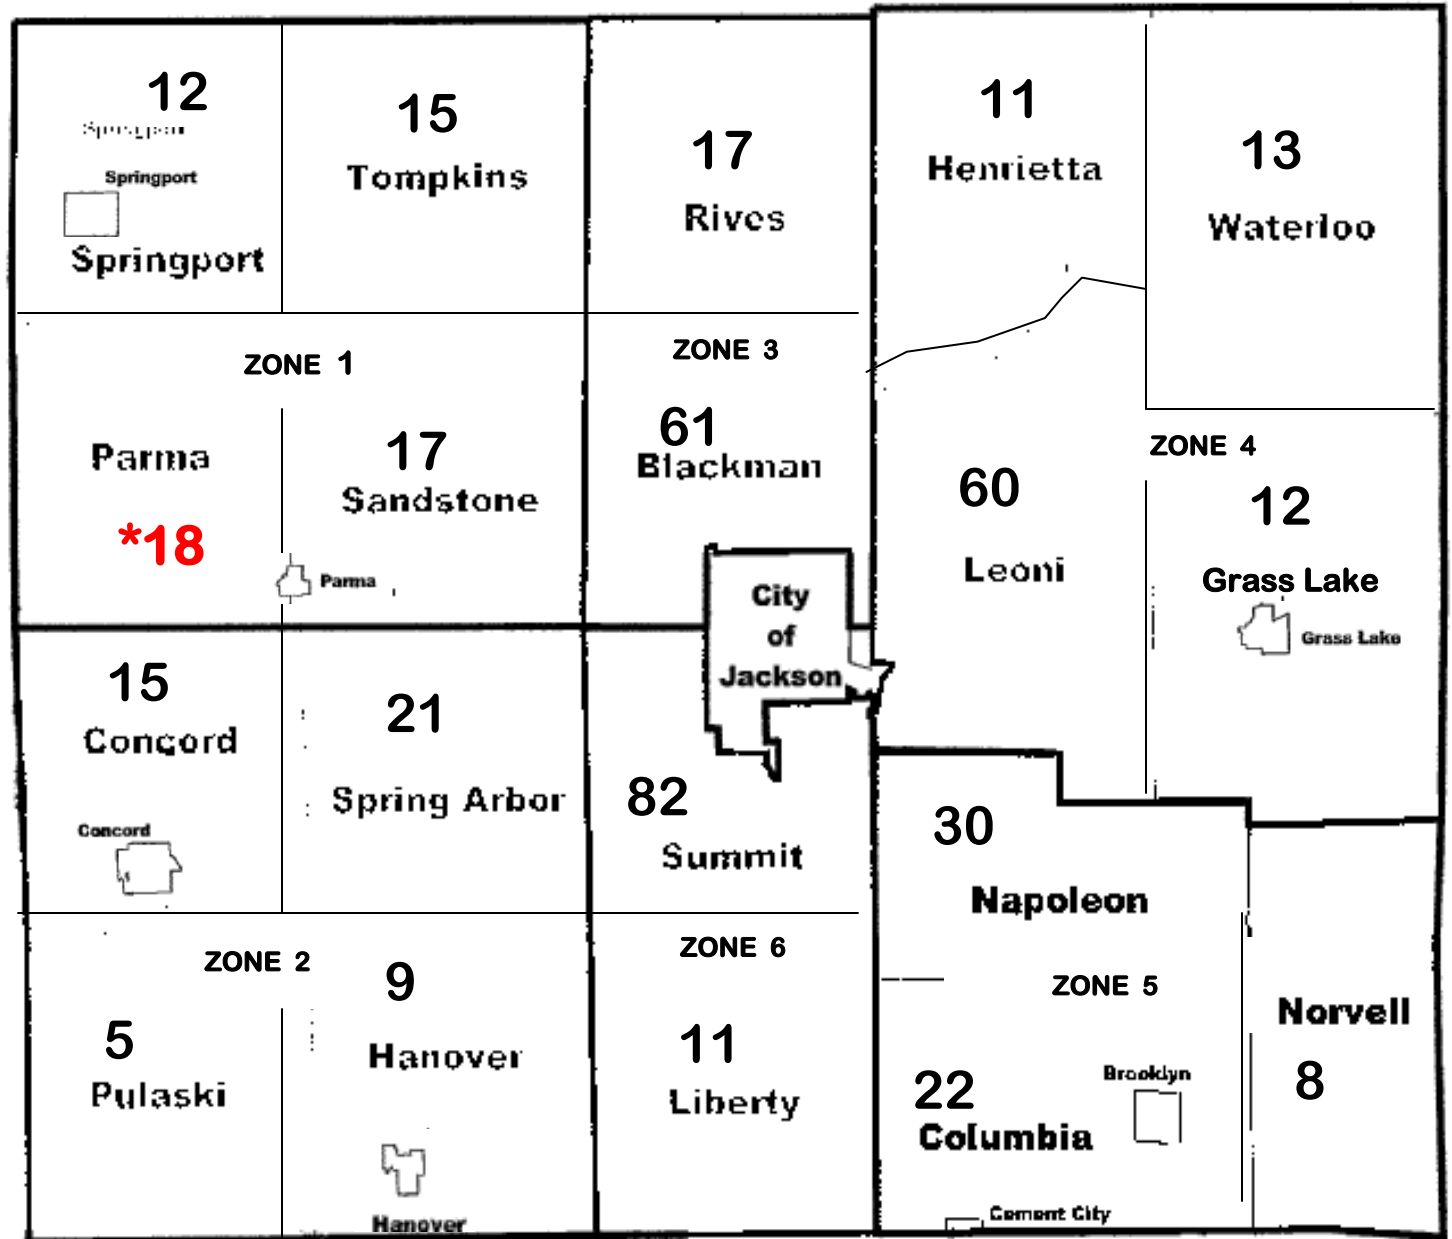 12
Springport
Springport
15
Tompkins
17
Rives
11
Henrietta
13
Waterloo
ZONE 1
Parma
*18
17
Sandstone
Parma
ZONE 3
61
Blackman
City
of
Jackson
60
Leoni
ZONE 4
12
Grass Lake
Grass Lake
15
Concord
Concord
21
Spring Arbor
82
Summit
30
Napoleon
ZONE 2
5
Pulaski
9
Hanover
Hanover
ZONE 6
11
Liberty
ZONE 5
22
Columbia
Brooklyn
Cement City
Norvell
8